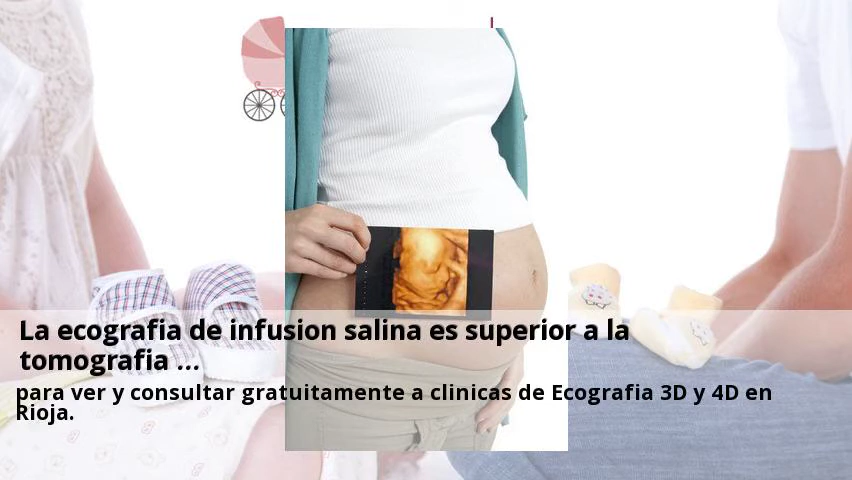 La ecografia de infusion salina es superior a la
tomografia ...
para ver y consultar gratuitamente a clinicas de Ecografia 3D y 4D en
Rioja.